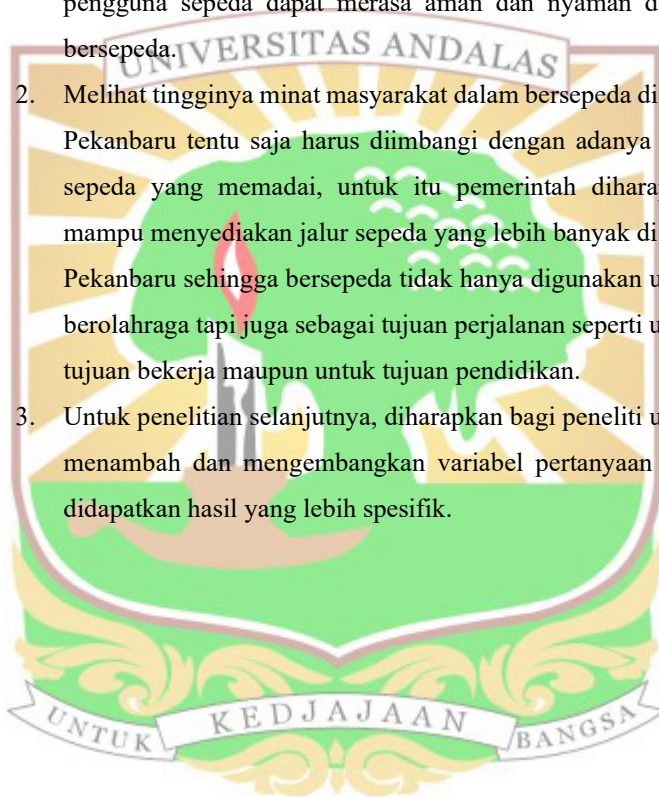 pengguna sepeda dapat merasa aman dan nyaman
bersepeda.
UNIVERSITAS ANDALAS
2. Melihat tingginya minat masyarakat dalam bersepeda di
Pekanbaru tentu saja harus diimbangi dengan adanya
sepeda yang memadai, untuk itu pemerintah
mampu menyediakan jalur sepeda yang lebih banyak di
Pekanbaru sehingga bersepeda tidak hanya digunakan
berolahraga tapi juga sebagai tujuan perjalanan seperti
tujuan bekerja maupun untuk tujuan pendidikan.
3. Untuk penelitian selanjutnya, diharapkan bagi peneliti
menambah dan mengembangkan variabel pertanyaan
didapatkan hasil yang lebih spesifik.
UNTUK KEDJAJAAN BANGSA